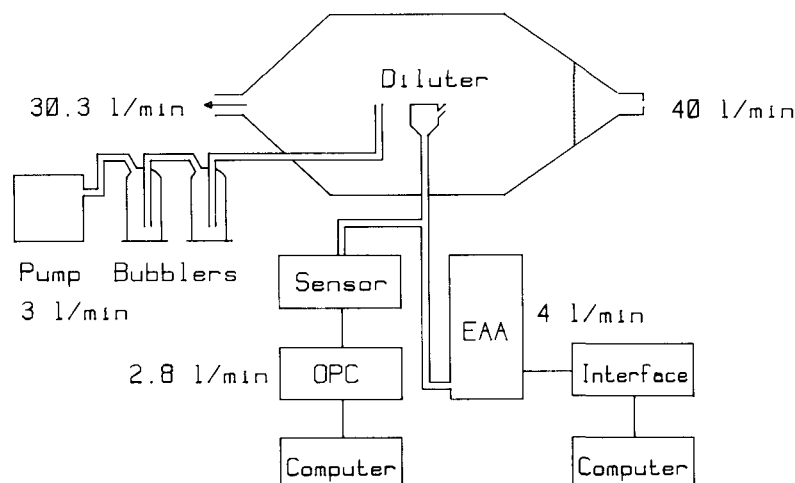 Diluter
30.3 l/min
40 l/min
Pump Bubblers
3 l/min
Sensor
EAA
4 l/min
2.8 l/min
OPC
Interface
Computer
Computer